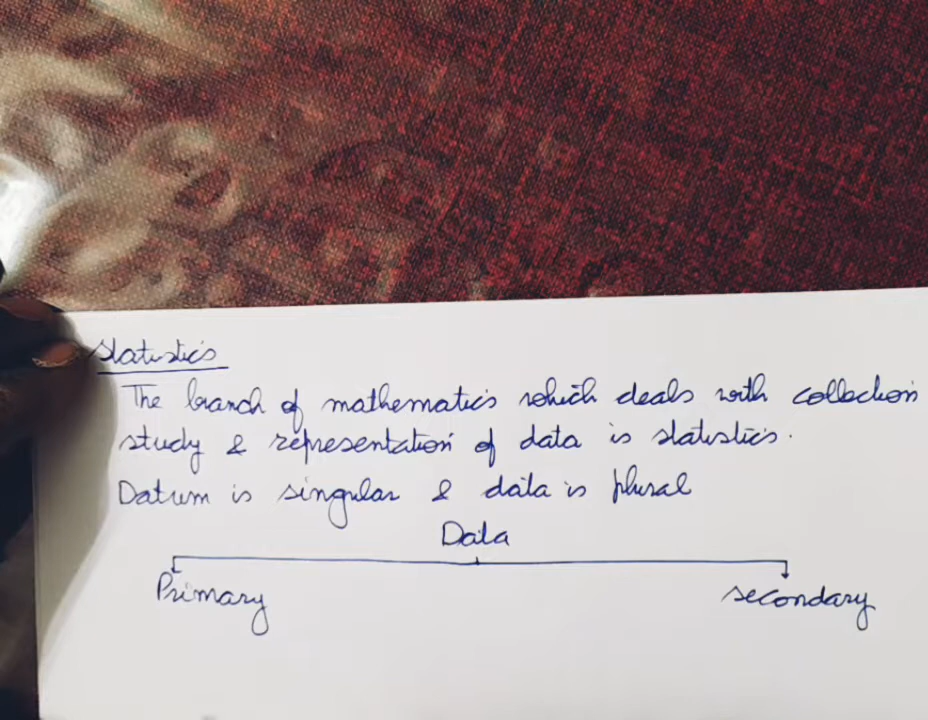 Statistics
The branch of mathematics which deals with collection
study & representation of data is statistics.
Datum is singular & data is plural
Data
Primary secondary